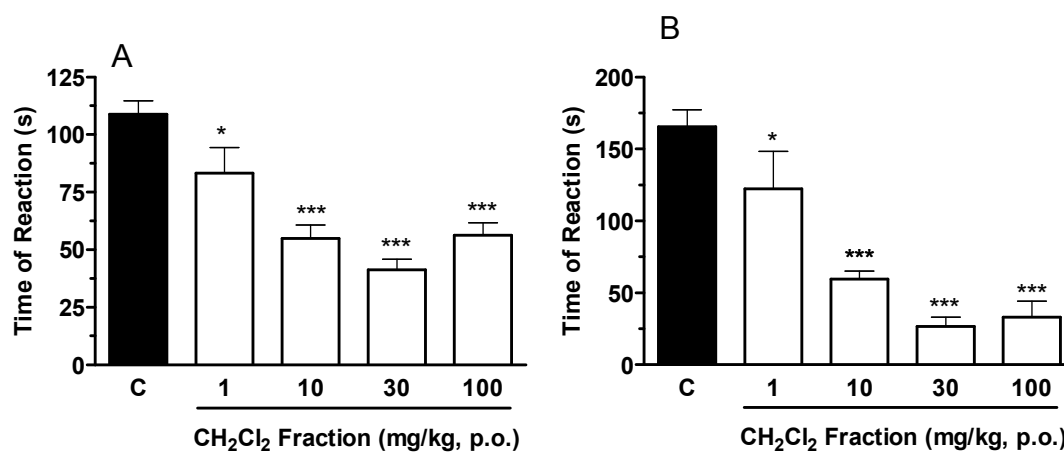 A
Time of Reaction (s)
125
100
75
50
25
0
*
***
***
***
C 1 10 30 100
CH₂Cl₂ Fraction (mg/kg, p.o.)
B
Time of Reaction (s)
200
150
100
50
0
*
***
***
***
C 1 10 30 100
CH₂Cl₂ Fraction (mg/kg, p.o.)